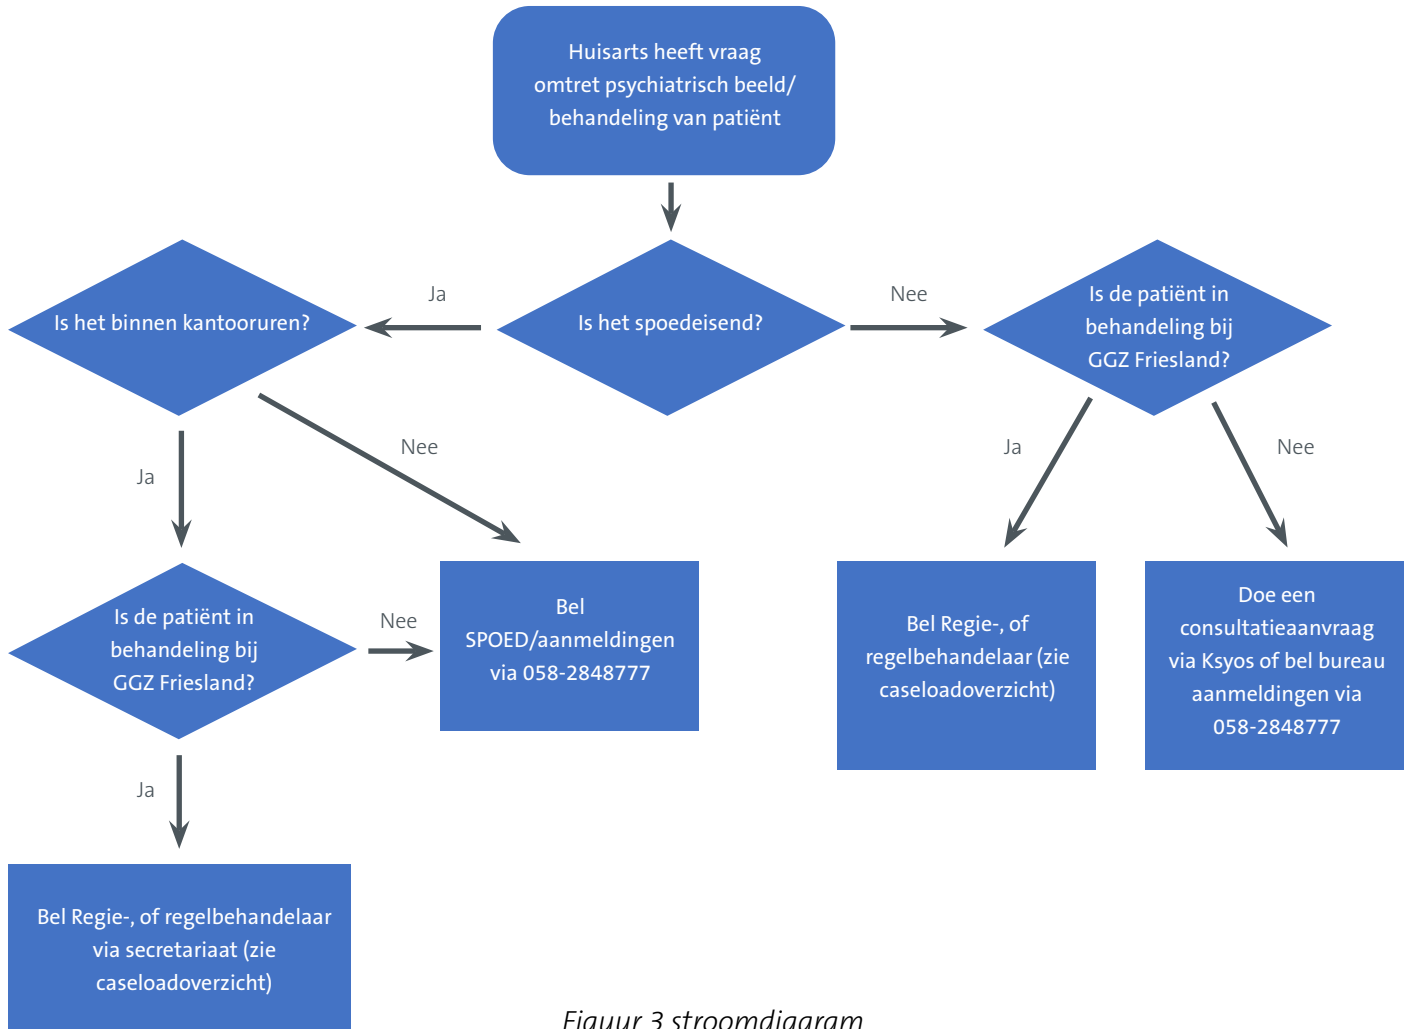 Huisarts heeft vraag
omtret psychiatrisch beeld/
behandeling van patiënt
Ja
Nee
Is het binnen kantooruren?
Is het spoedeisend?
Is de patiënt in
behandeling bij
GGZ Friesland?
Ja
Nee
Ja
Nee
Is de patiënt in
behandeling bij
GGZ Friesland?
Nee
Bel
SPOED/aanmeldingen
via 058-2848777
Bel Regie-, of
regelbehandelaar (zie
caseloadoverzicht)
Doe een
consultatieaanvraag
via Ksyos of bel bureau
aanmeldingen via
058-2848777
Ja
Bel Regie-, of regelbehandelaar
via secretariaat (zie
caseloadoverzicht)
Figuur 3 stroomdiagram